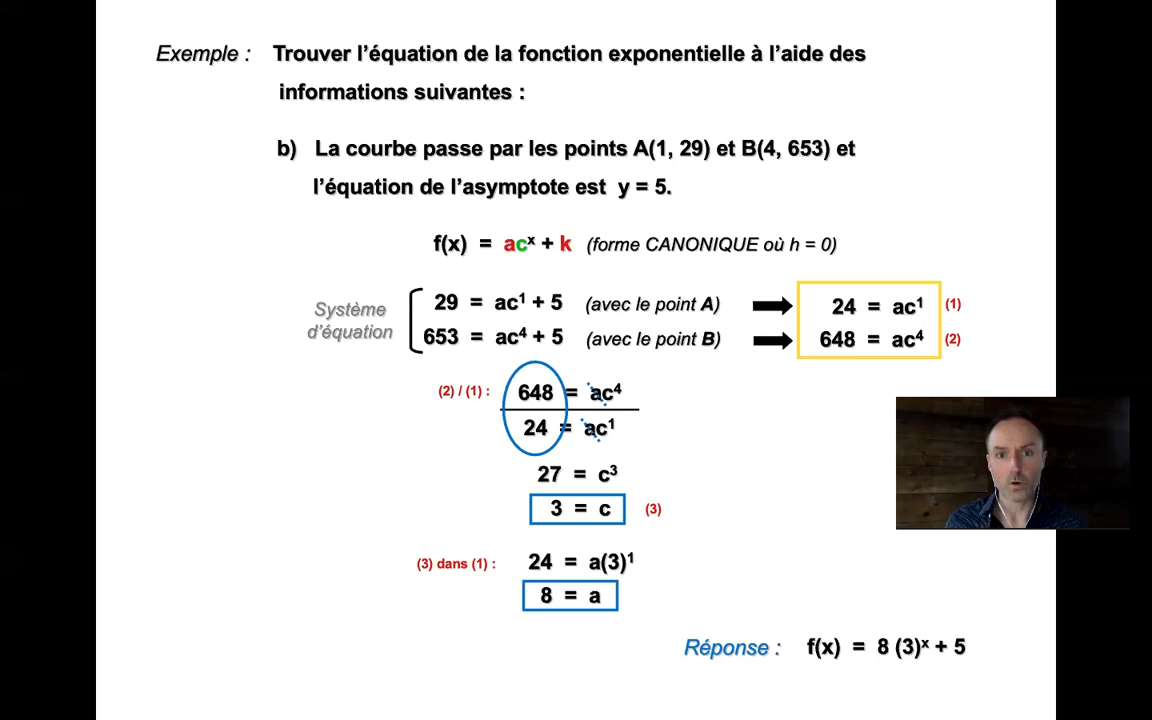 Exemple : Trouver l’équation de la fonction exponentielle à l’aide des
informations suivantes :
b) La courbe passe par les points A(1, 29) et B(4, 653) et
l’équation de l’asymptote est y = 5.
f(x) = acˣ + k (forme CANONIQUE où h = 0)
Système
d’équation
29 = ac¹ + 5 (avec le point A) 24 = ac¹ (1)
653 = ac⁴ + 5 (avec le point B) 648 = ac⁴ (2)
(2) / (1) : 648 = ac⁴
24 = ac¹
27 = c³
3 = c (3)
(3) dans (1) : 24 = a(3)¹
8 = a
Réponse : f(x) = 8 (3)ˣ + 5